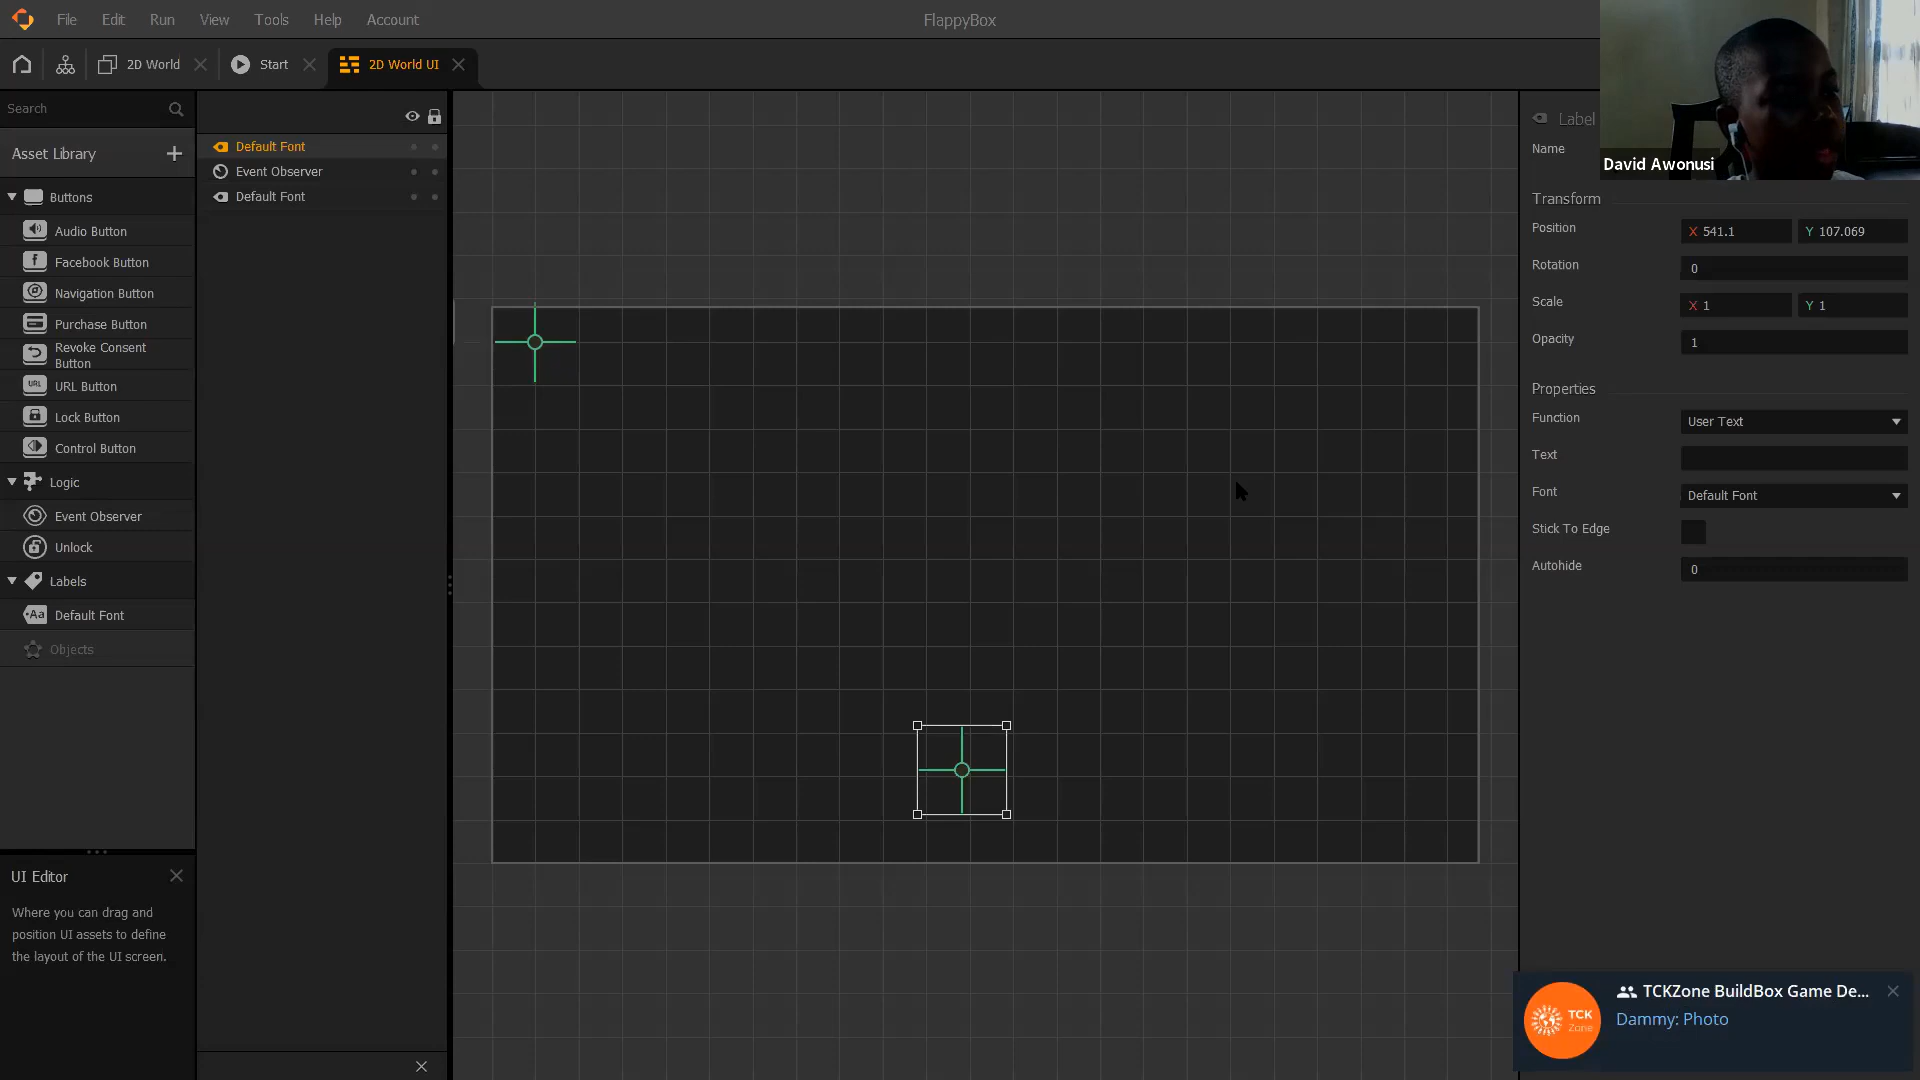 File Edit Run View Tools Help Account
FlappyBox
2D World
Start
2D World UI
Search
Asset Library
Buttons
Audio Button
Facebook Button
Navigation Button
Purchase Button
Revoke Consent
Button
URL
URL Button
Lock Button
Control Button
Logic
Event Observer
Unlock
Labels
Aa
Default Font
Objects
UI Editor
Where you can drag and
position UI assets to define
the layout of the UI screen.
Default Font
Event Observer
Default Font
David Awonusi
Label
Name
Transform
Position X 541.1 Y 107.069
Rotation 0
Scale X 1 Y 1
Opacity 1
Properties
Function User Text
Text
Font Default Font
Stick To Edge
Autohide 0
TCK
Zone
TCKZone BuildBox Game De...
Dammy: Photo